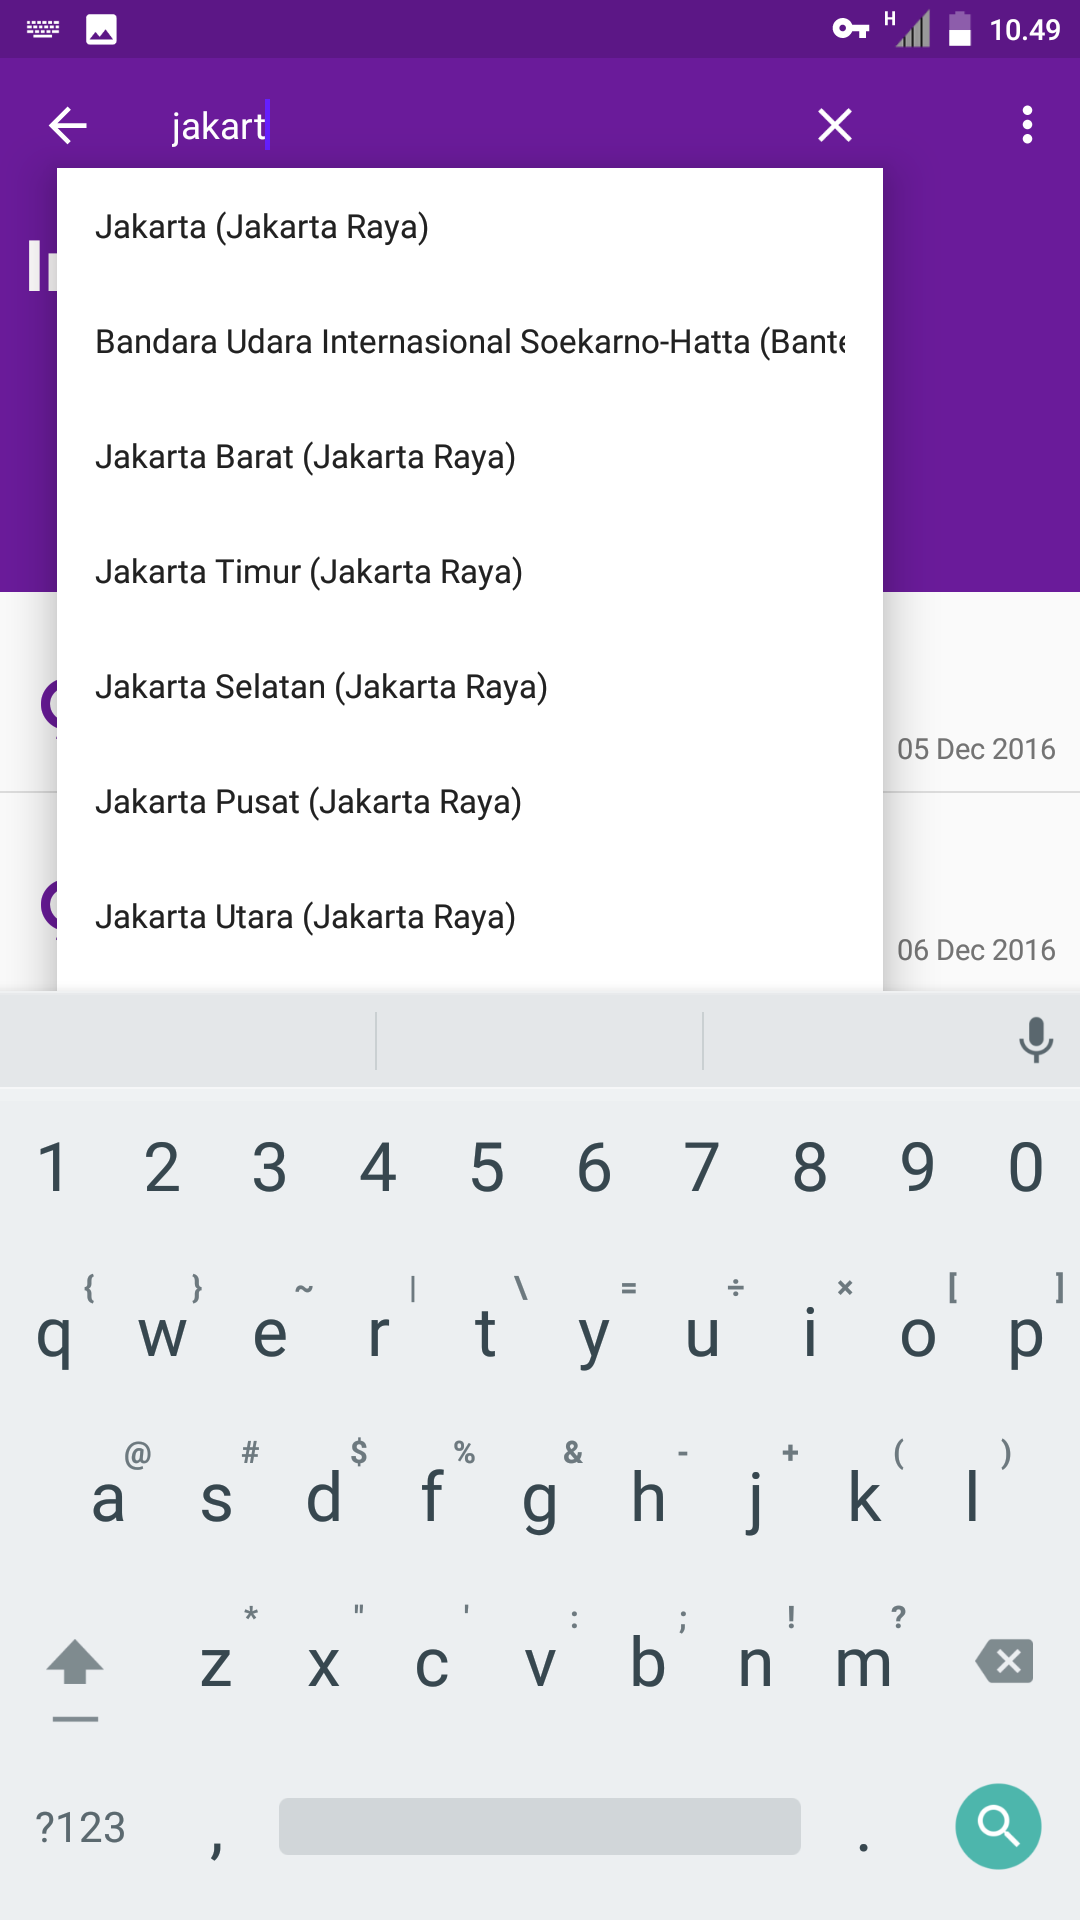 H 10.49
jakart
Jakarta (Jakarta Raya)
Bandara Udara Internasional Soekarno-Hatta (Bante
Jakarta Barat (Jakarta Raya)
Jakarta Timur (Jakarta Raya)
Jakarta Selatan (Jakarta Raya)
05 Dec 2016
Jakarta Pusat (Jakarta Raya)
Jakarta Utara (Jakarta Raya)
06 Dec 2016
1 2 3 4 5 6 7 8 9 0
{ } ~ | \ = ÷ × [ ]
q w e r t y u i o p
@ # $ % & - + ( )
a s d f g h j k l
* " ' : ; ! ?
z x c v b n m
?123 , .